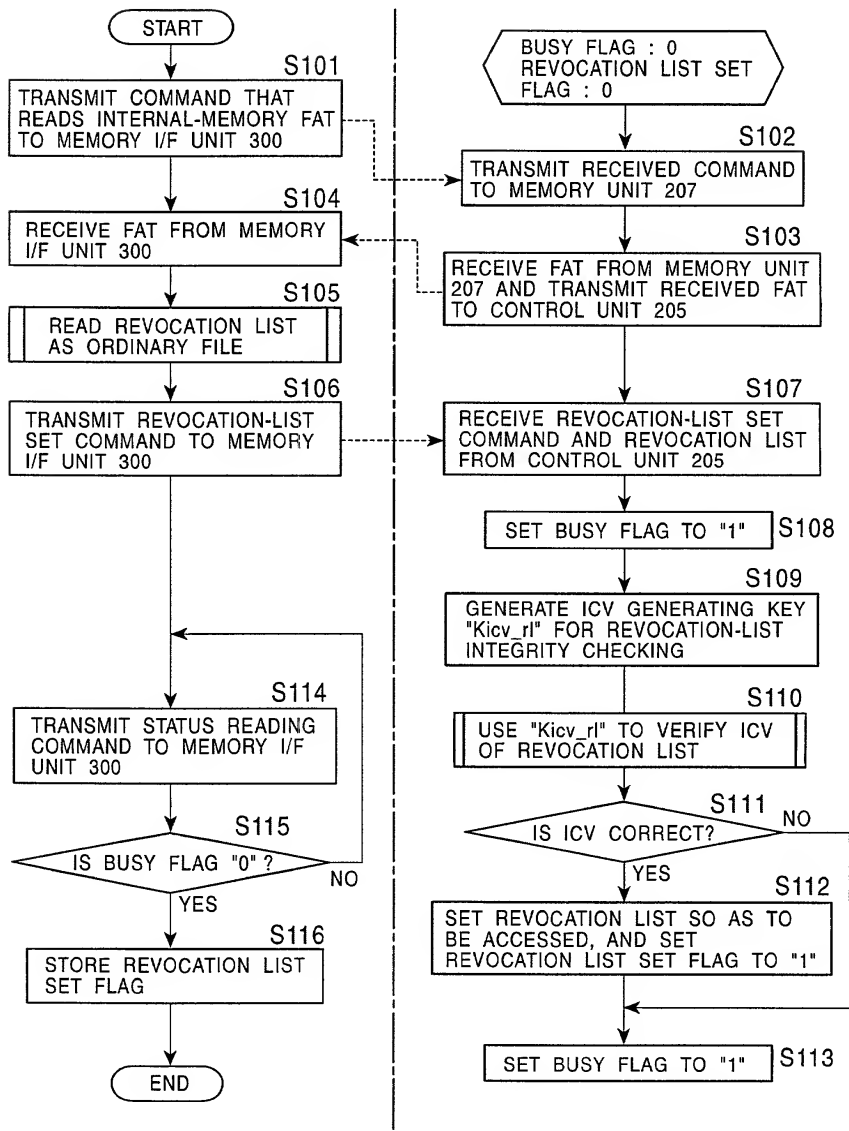 START
S101
TRANSMIT COMMAND THAT
READS INTERNAL-MEMORY FAT
TO MEMORY I/F UNIT 300
S104
RECEIVE FAT FROM MEMORY
I/F UNIT 300
S105
READ REVOCATION LIST
AS ORDINARY FILE
S106
TRANSMIT REVOCATION-LIST
SET COMMAND TO MEMORY
I/F UNIT 300
S114
TRANSMIT STATUS READING
COMMAND TO MEMORY I/F
UNIT 300
S115
IS BUSY FLAG "0" ?
NO
YES
S116
STORE REVOCATION LIST
SET FLAG
END
BUSY FLAG : 0
REVOCATION LIST SET
FLAG : 0
S102
TRANSMIT RECEIVED COMMAND
TO MEMORY UNIT 207
S103
RECEIVE FAT FROM MEMORY UNIT
207 AND TRANSMIT RECEIVED FAT
TO CONTROL UNIT 205
S107
RECEIVE REVOCATION-LIST SET
COMMAND AND REVOCATION LIST
FROM CONTROL UNIT 205
SET BUSY FLAG TO "1"
S108
S109
GENERATE ICV GENERATING KEY
"Kicv_rl" FOR REVOCATION-LIST
INTEGRITY CHECKING
S110
USE "Kicv_rl" TO VERIFY ICV
OF REVOCATION LIST
S111
IS ICV CORRECT?
NO
YES
S112
SET REVOCATION LIST SO AS TO
BE ACCESSED, AND SET
REVOCATION LIST SET FLAG TO "1"
SET BUSY FLAG TO "1"
S113